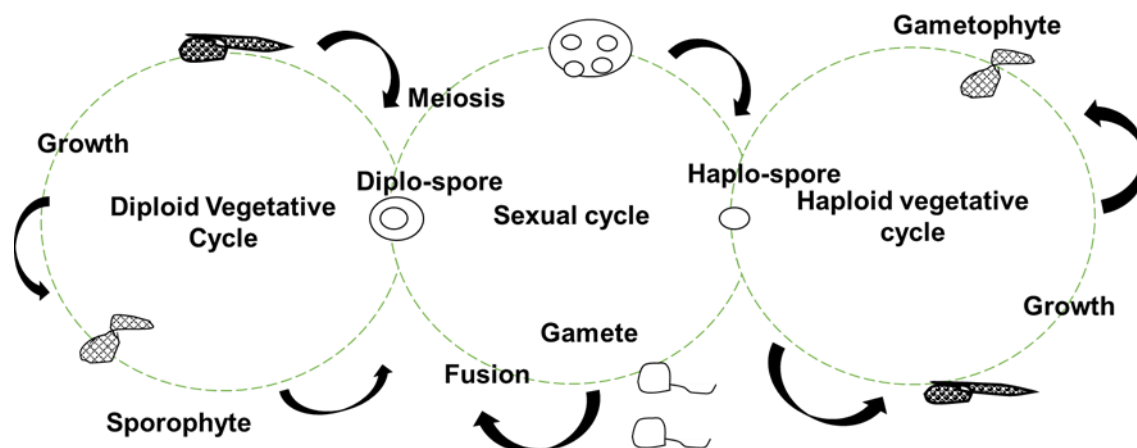 Gametophyte
Meiosis
Growth
Diplo-spore
Haplo-spore
Diploid Vegetative
Cycle
Sexual cycle
Haploid vegetative
cycle
Growth
Gamete
Fusion
Sporophyte